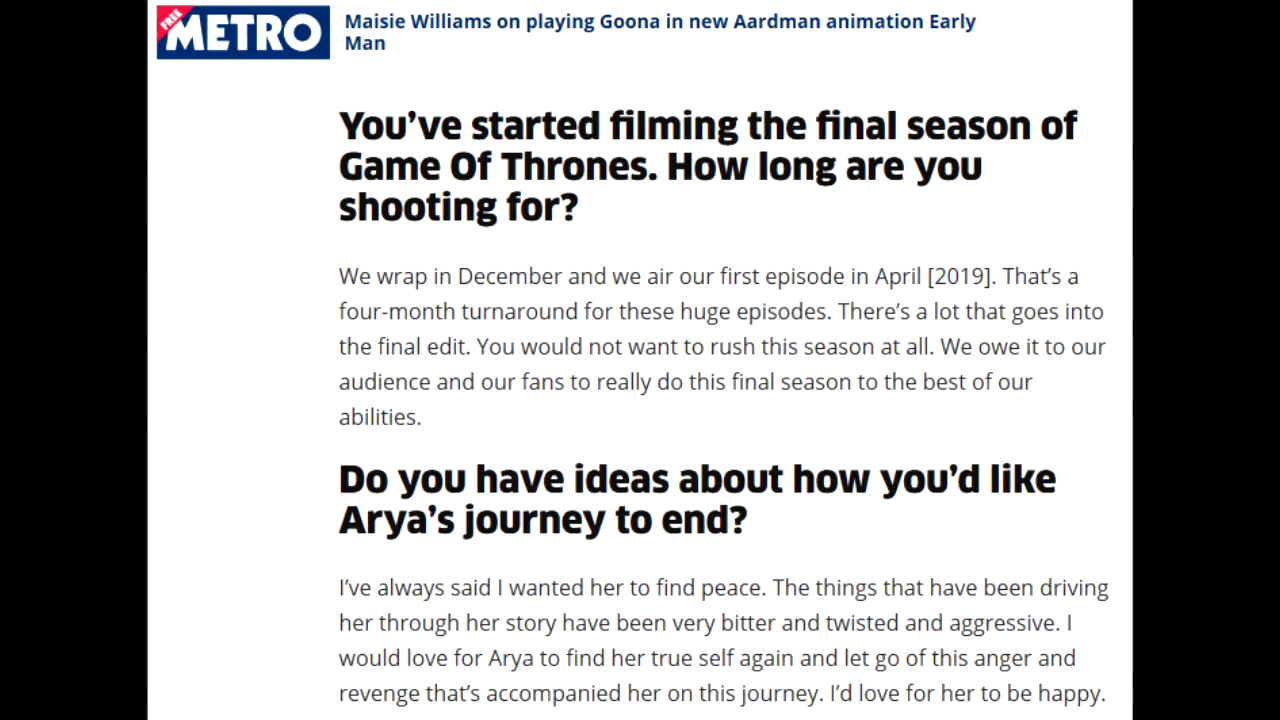 FREE
METRO
Maisie Williams on playing Goona in new Aardman animation Early
Man
You’ve started filming the final season of
Game Of Thrones. How long are you
shooting for?
We wrap in December and we air our first episode in April [2019]. That’s a
four-month turnaround for these huge episodes. There’s a lot that goes into
the final edit. You would not want to rush this season at all. We owe it to our
audience and our fans to really do this final season to the best of our
abilities.
Do you have ideas about how you’d like
Arya’s journey to end?
I’ve always said I wanted her to find peace. The things that have been driving
her through her story have been very bitter and twisted and aggressive. I
would love for Arya to find her true self again and let go of this anger and
revenge that’s accompanied her on this journey. I’d love for her to be happy.